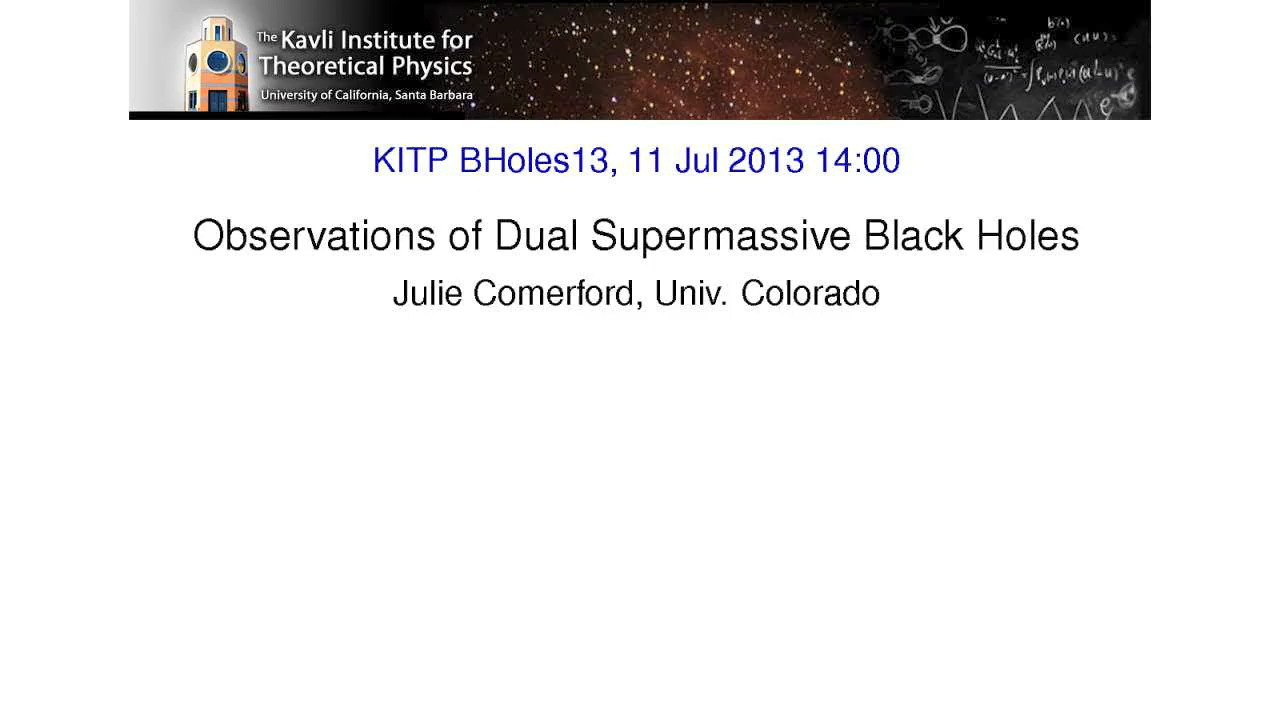 The Kavli Institute for
Theoretical Physics
University of California, Santa Barbara
KITP BHoles13, 11 Jul 2013 14:00
Observations of Dual Supermassive Black Holes
Julie Comerford, Univ. Colorado